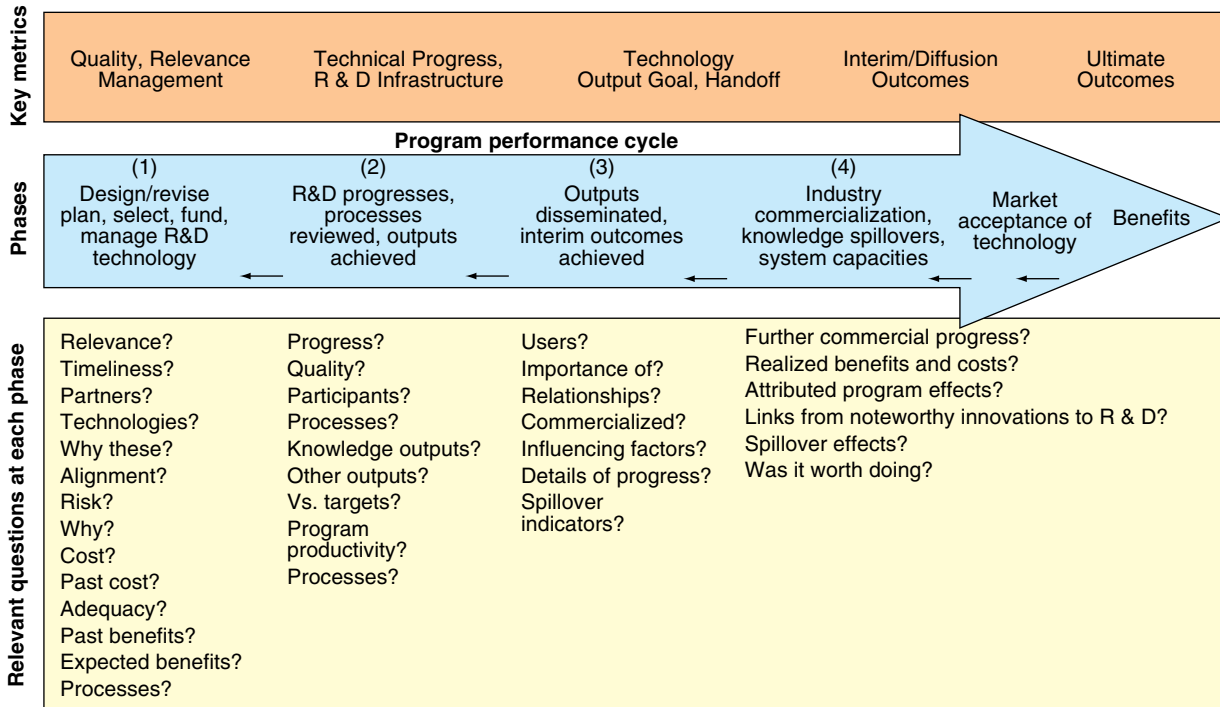 Key metrics
Quality, Relevance
Management
Technical Progress,
R & D Infrastructure
Technology
Output Goal, Handoff
Interim/Diffusion
Outcomes
Ultimate
Outcomes
Program performance cycle
Phases
(1)
Design/revise
plan, select, fund,
manage R&D
technology
(2)
R&D progresses,
processes
reviewed, outputs
achieved
(3)
Outputs
disseminated,
interim outcomes
achieved
(4)
Industry
commercialization,
knowledge spillovers,
system capacities
Market
acceptance of
technology
Benefits
Relevant questions at each phase
Relevance?
Timeliness?
Partners?
Technologies?
Why these?
Alignment?
Risk?
Why?
Cost?
Past cost?
Adequacy?
Past benefits?
Expected benefits?
Processes?
Progress?
Quality?
Participants?
Processes?
Knowledge outputs?
Other outputs?
Vs. targets?
Program
productivity?
Processes?
Users?
Importance of?
Relationships?
Commercialized?
Influencing factors?
Details of progress?
Spillover
indicators?
Further commercial progress?
Realized benefits and costs?
Attributed program effects?
Links from noteworthy innovations to R & D?
Spillover effects?
Was it worth doing?